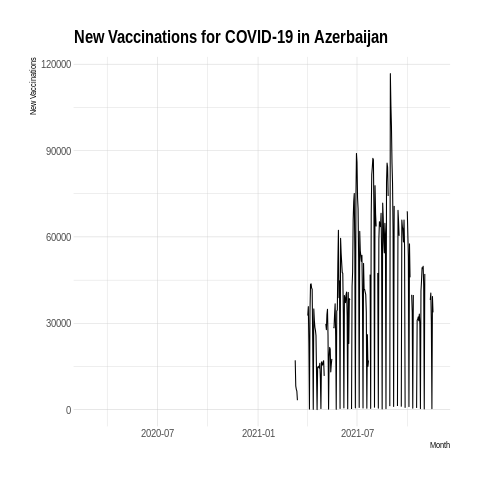 New Vaccinations for COVID-19 in Azerbaijan
New Vaccinations
120000
90000
60000
30000
0
2020-07 2021-01 2021-07
Month